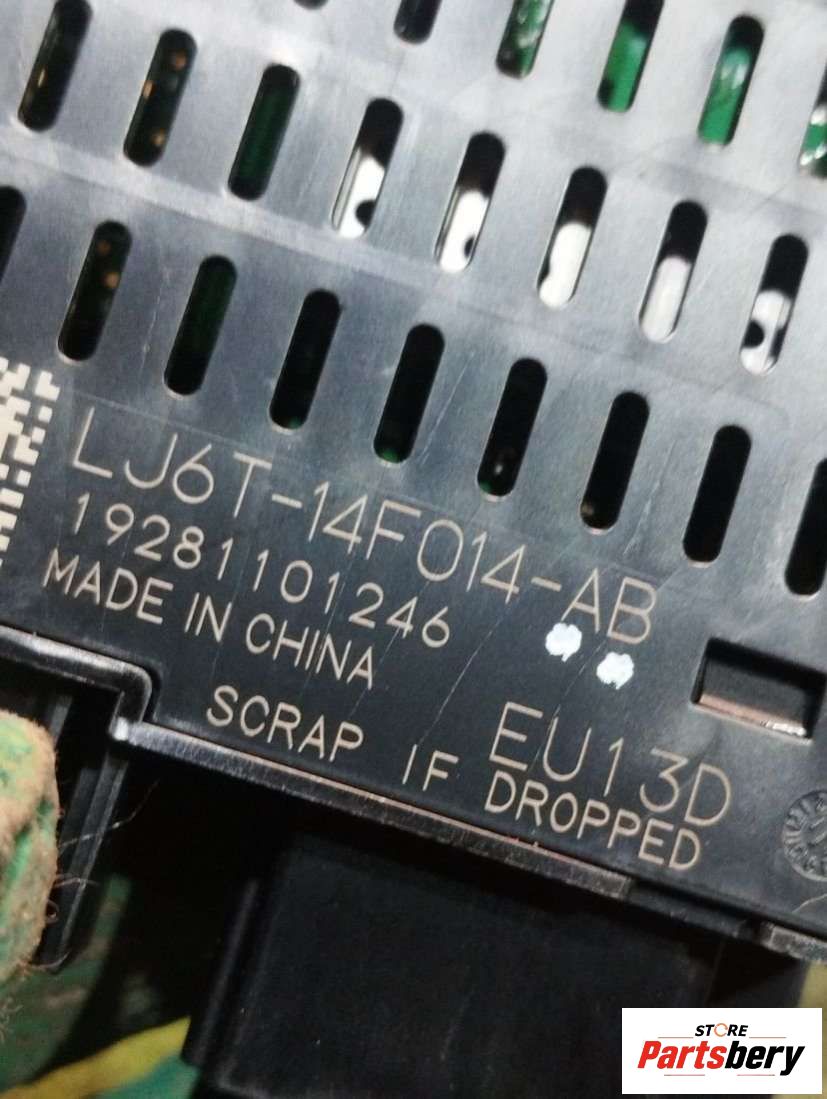 LJ6T-14F014-AB
19281101246
MADE IN CHINA
EU13D
SCRAP IF DROPPED
STORE
Partsbery